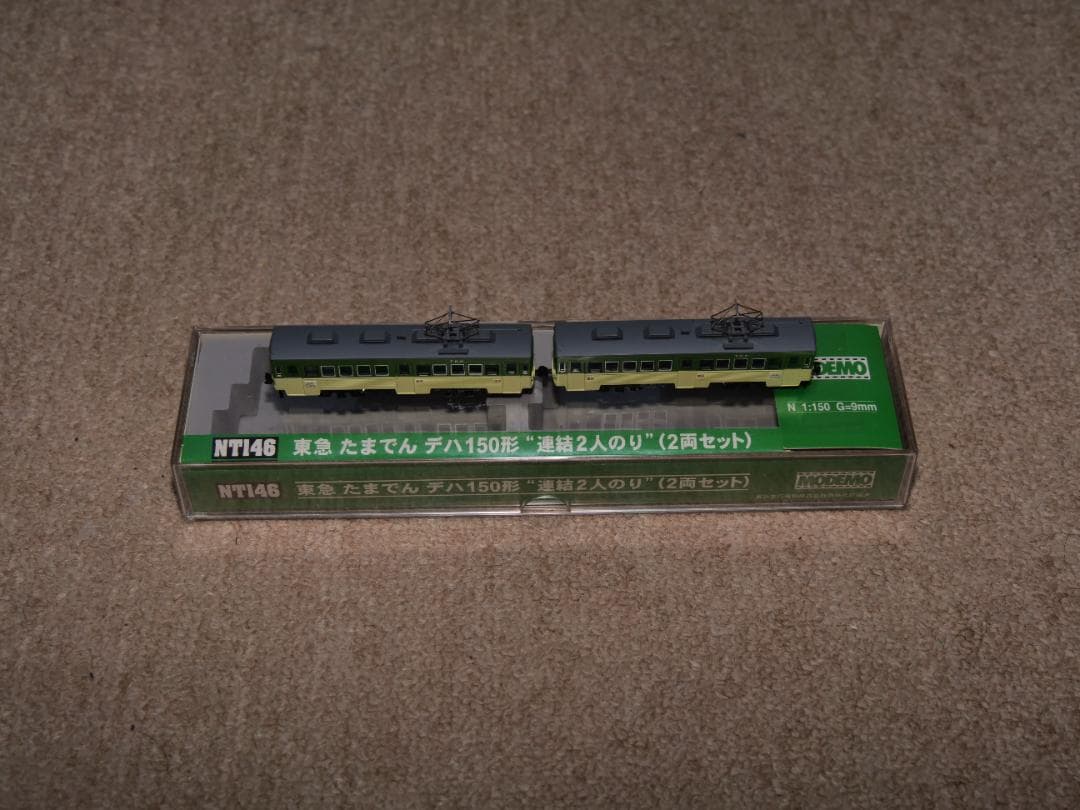 DEMO
N 1:150 G=9mm
NT146 東急 たまでん デハ150形 “連結2人のり”(2両セット)
NT146 東急 たまでん デハ150形 “連結2人のり”(2両セット)
MODEMO